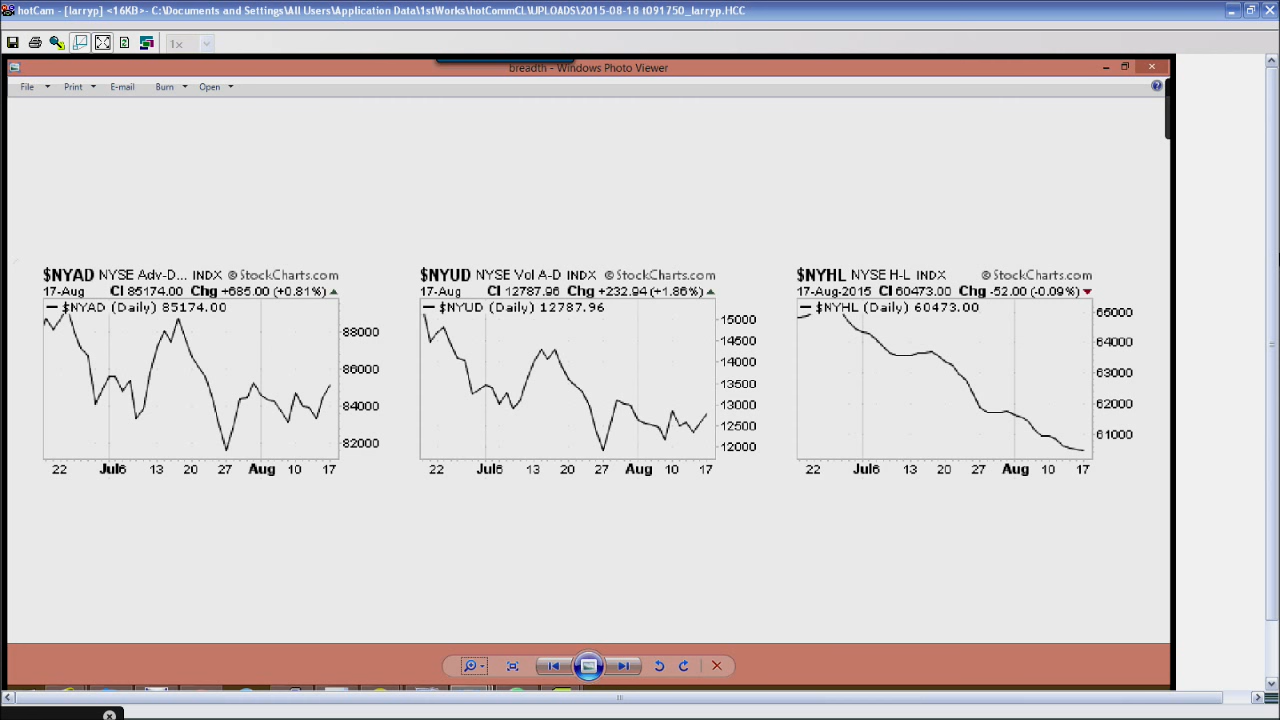 hotCam - [larryp] <16KB>- C:\Documents and Settings\All Users\Application Data\1stWorks\hotCommCL\UPLOADS\2015-08-18 t091750_larryp.HCC
1x
breadth - Windows Photo Viewer
File Print E-mail Burn Open
$NYAD NYSE Adv-D... INDX © StockCharts.com
17-Aug Cl 85174.00 Chg +685.00 (+0.81%)
$NYAD (Daily) 85174.00
88000
86000
84000
82000
22 Jul6 13 20 27 Aug 10 17
$NYUD NYSE Vol A-D INDX © StockCharts.com
17-Aug Cl 12787.96 Chg +232.94 (+1.86%)
$NYUD (Daily) 12787.96
15000
14500
14000
13500
13000
12500
12000
22 Jul6 13 20 27 Aug 10 17
$NYHL NYSE H-L INDX © StockCharts.com
17-Aug-2015 Cl 60473.00 Chg -52.00 (-0.09%)
$NYHL (Daily) 60473.00
65000
64000
63000
62000
61000
22 Jul6 13 20 27 Aug 10 17